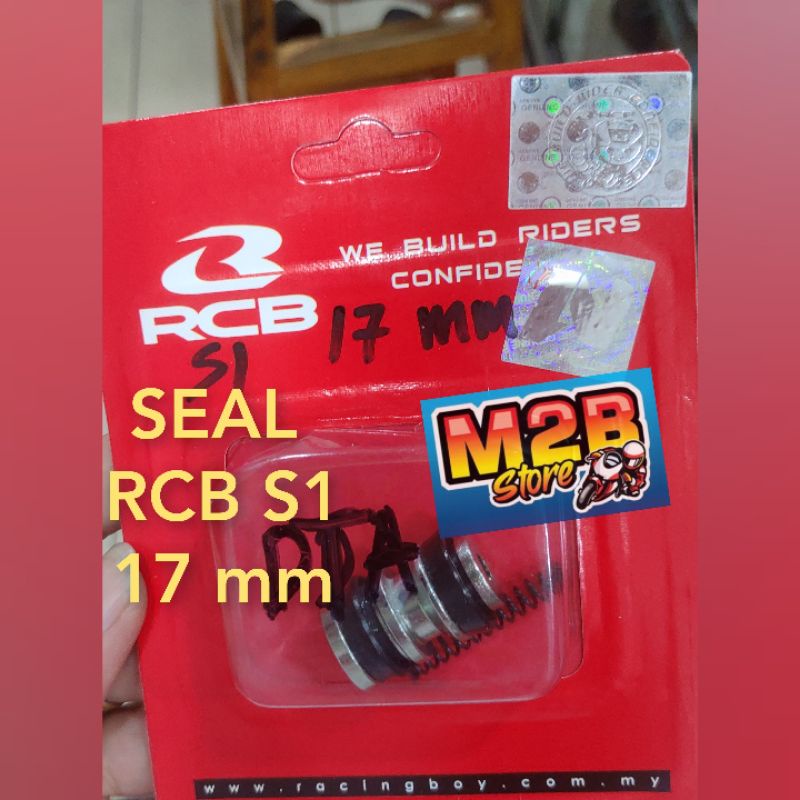 WE BUILD RIDERS
CONFIDE
RCB
S1 17 mm
SEAL
RCB S1
17 mm
M2B
Store
DDA
www.racingboy.com.my